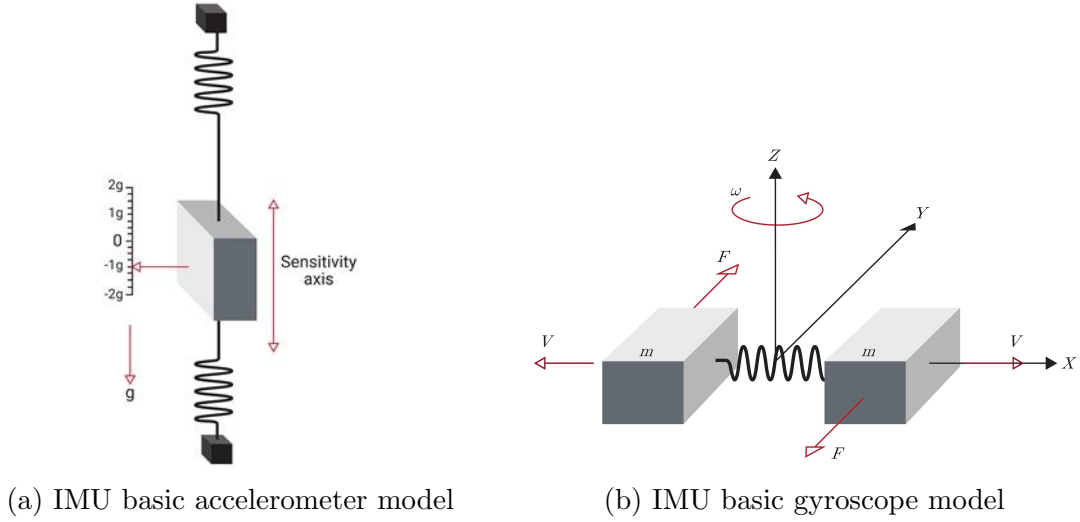 2g
1g
0
-1g
-2g
g
Sensitivity
axis
Z
ω
Y
F
V
m
m
V
X
F
(a) IMU basic accelerometer model
(b) IMU basic gyroscope model